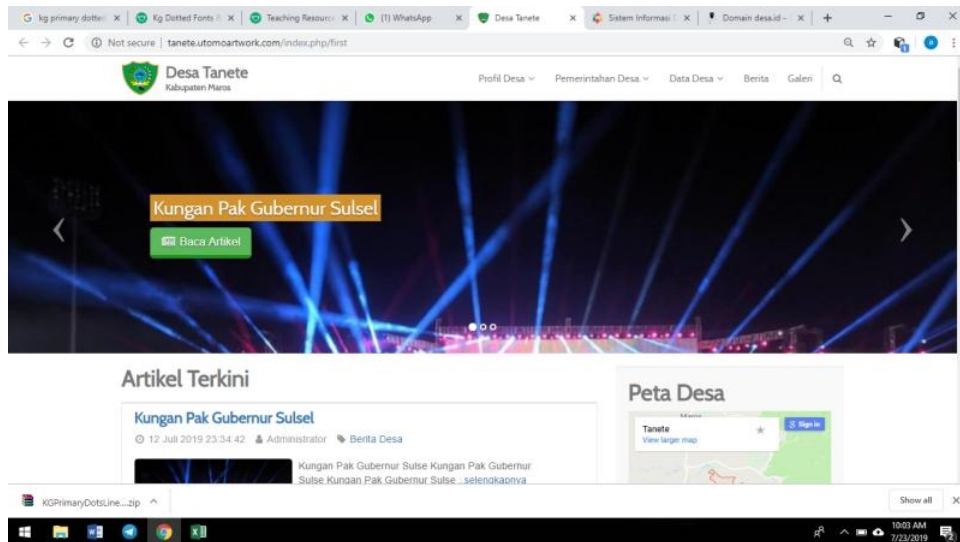 kg primary dotted
Kg Dotted Fonts
Teaching Resource
(1) WhatsApp
Desa Tanete
Sistem Informasi
Domain desa.id –
Not secure | tanete.utomoartwork.com/index.php/first
Desa Tanete
Kabupaten Maros
Profil Desa
Pemerintahan Desa
Data Desa
Berita
Galeri
Kungan Pak Gubernur Sulsel
Baca Artikel
Artikel Terkini
Kungan Pak Gubernur Sulsel
12 Juli 2019 23:34:42 Administrator Berita Desa
Kungan Pak Gubernur Sulse Kungan Pak Gubernur
Sulse Kungan Pak Gubernur Sulse ..selengkapnya
Peta Desa
Maros
Tanete
View larger map
Sign in
KGPrimaryDotsLine....zip
Show all
10:03 AM
7/23/2019